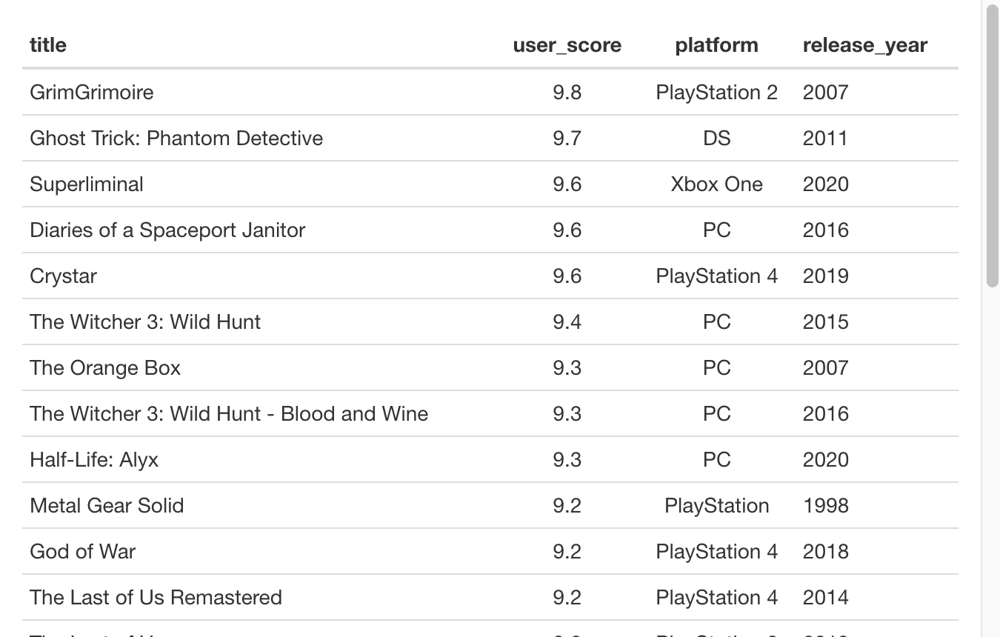 title user_score platform release_year
GrimGrimoire 9.8 PlayStation 2 2007
Ghost Trick: Phantom Detective 9.7 DS 2011
Superliminal 9.6 Xbox One 2020
Diaries of a Spaceport Janitor 9.6 PC 2016
Crystar 9.6 PlayStation 4 2019
The Witcher 3: Wild Hunt 9.4 PC 2015
The Orange Box 9.3 PC 2007
The Witcher 3: Wild Hunt - Blood and Wine 9.3 PC 2016
Half-Life: Alyx 9.3 PC 2020
Metal Gear Solid 9.2 PlayStation 1998
God of War 9.2 PlayStation 4 2018
The Last of Us Remastered 9.2 PlayStation 4 2014